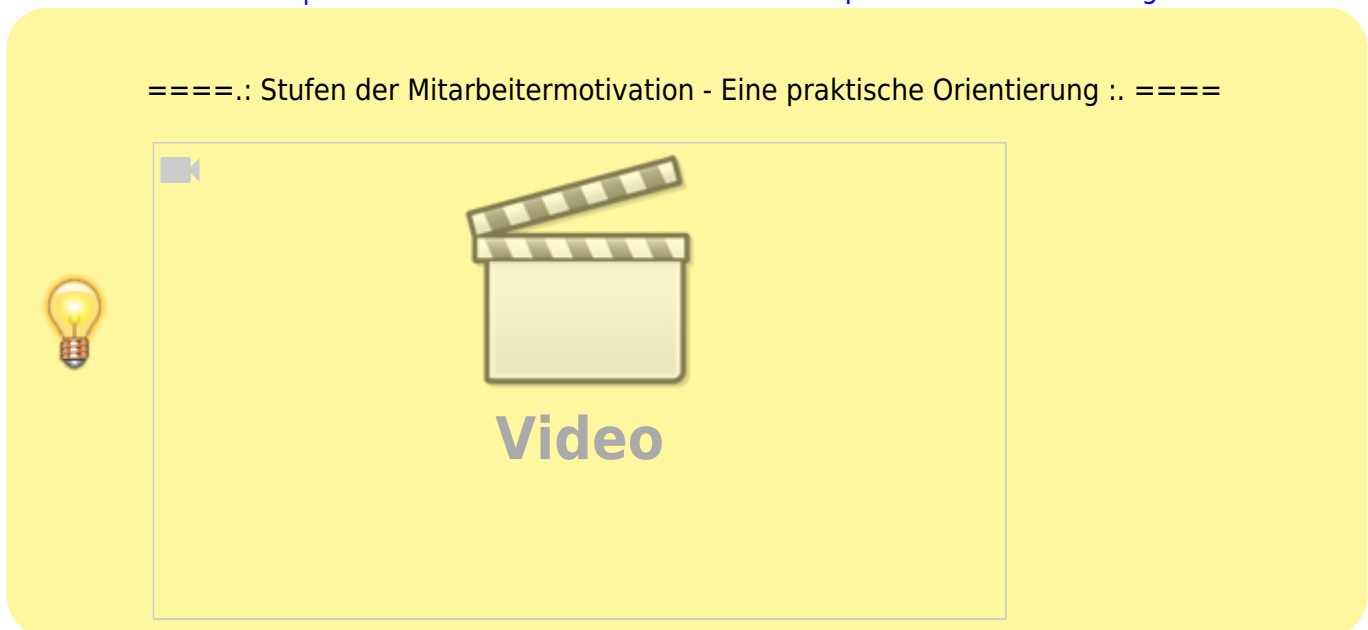 ====.: Stufen der Mitarbeitermotivation - Eine praktische Orientierung :. ====
Video